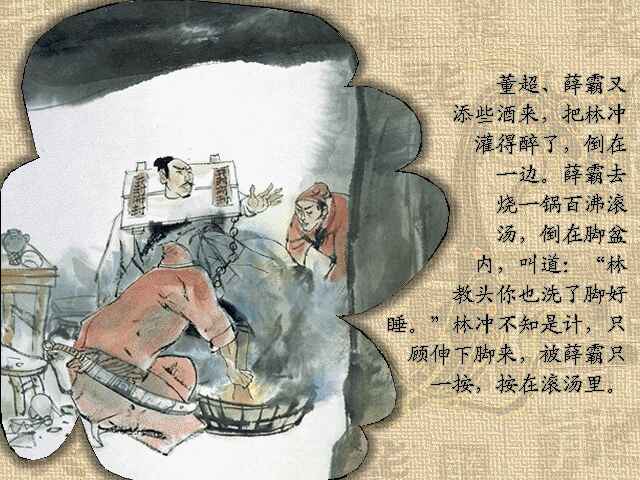 董超、薛霸又
添些酒来，把林冲
灌得醉了，倒在
一边。薛霸去
烧一锅百沸滚
汤，倒在脚盆
内，叫道：“林
教头你也洗了脚好
睡。”林冲不知是计，只
顾伸下脚来，被薛霸只
一按，按在滚汤里。